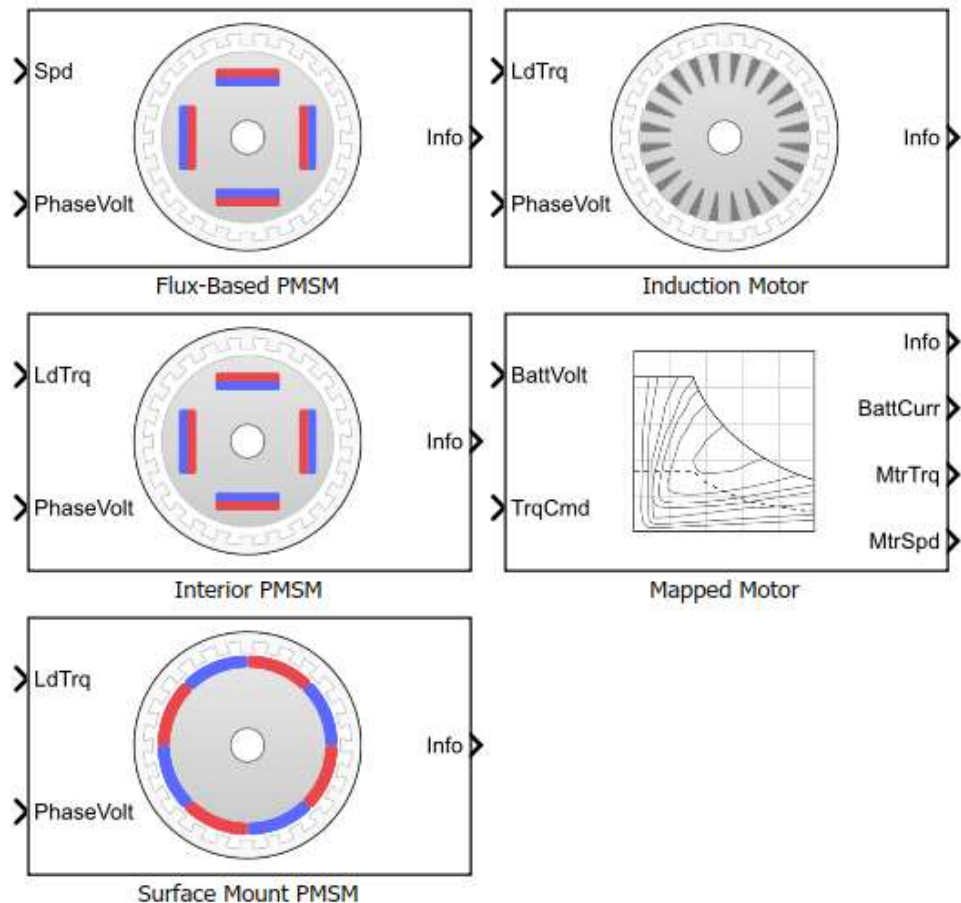 Spd
PhaseVolt
Info
Flux-Based PMSM
LdTrq
PhaseVolt
Info
Induction Motor
LdTrq
PhaseVolt
Info
Interior PMSM
BattVolt
TrqCmd
Info
BattCurr
MtrTrq
MtrSpd
Mapped Motor
LdTrq
PhaseVolt
Info
Surface Mount PMSM